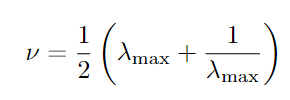 ν = 1/2 (λ_max + 1/λ_max)